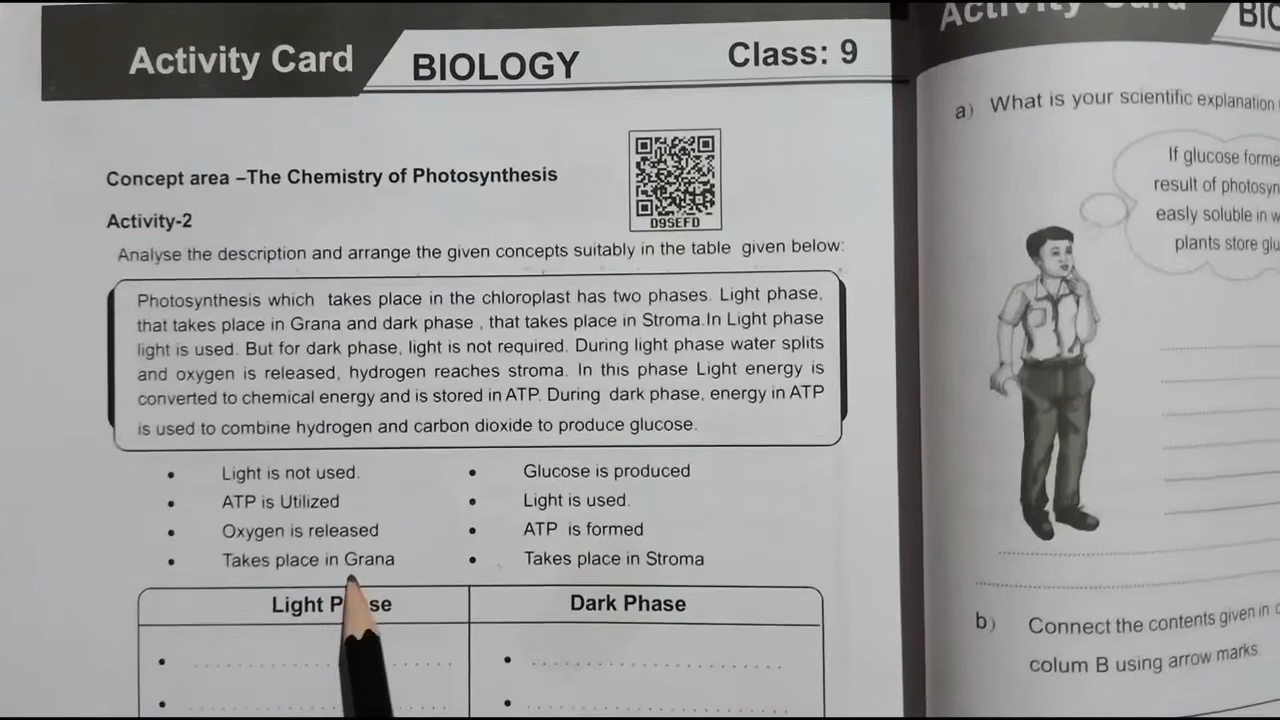 Activity Card
BIOLOGY
Class: 9
D9SEFD
Concept area –The Chemistry of Photosynthesis
Activity-2
Analyse the description and arrange the given concepts suitably in the table given below:
Photosynthesis which takes place in the chloroplast has two phases. Light phase,
that takes place in Grana and dark phase , that takes place in Stroma.In Light phase
light is used. But for dark phase, light is not required. During light phase water splits
and oxygen is released, hydrogen reaches stroma. In this phase Light energy is
converted to chemical energy and is stored in ATP. During dark phase, energy in ATP
is used to combine hydrogen and carbon dioxide to produce glucose.
• Light is not used.
• ATP is Utilized
• Oxygen is released
• Takes place in Grana
• Glucose is produced
• Light is used.
• ATP is formed
• Takes place in Stroma
Light P se
Dark Phase
Activity Card
BIO
a) What is your scientific explanation
If glucose forme
result of photosyn
easly soluble in w
plants store glu
b) Connect the contents given in
colum B using arrow marks